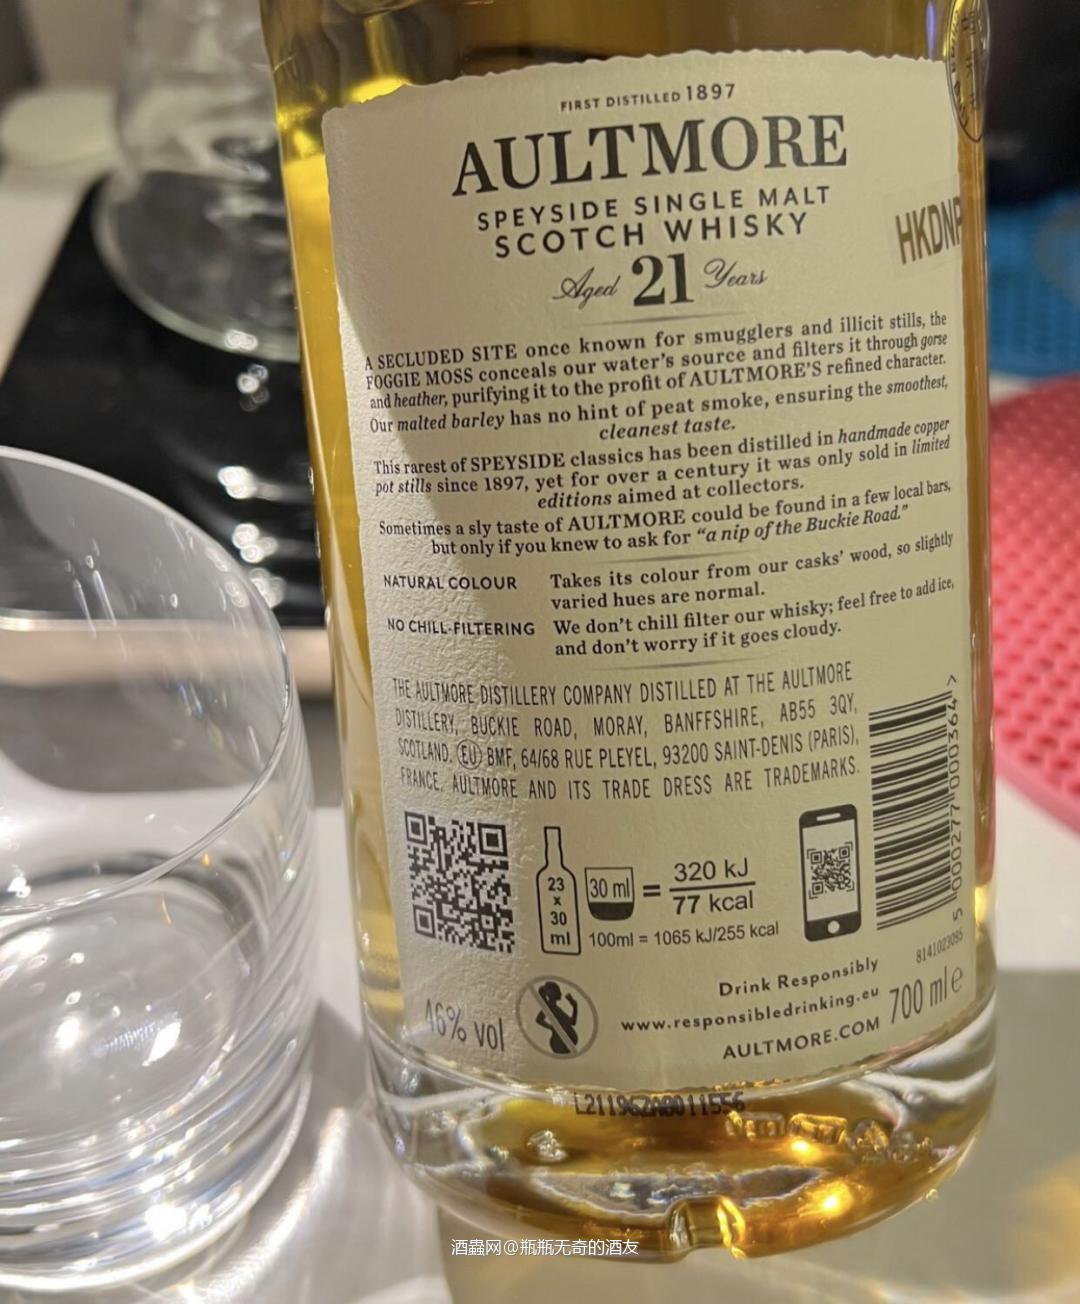 FIRST DISTILLED 1897
AULTMORE
SPEYSIDE SINGLE MALT
SCOTCH WHISKY
Aged 21 Years
HKDNP
A SECLUDED SITE once known for smugglers and illicit stills, the
FOGGIE MOSS conceals our water's source and filters it through gorse
and heather, purifying it to the profit of AULTMORE'S refined character.
Our malted barley has no hint of peat smoke, ensuring the smoothest,
cleanest taste.
This rarest of SPEYSIDE classics has been distilled in handmade copper
pot stills since 1897, yet for over a century it was only sold in limited
editions aimed at collectors.
Sometimes a sly taste of AULTMORE could be found in a few local bars,
but only if you knew to ask for “a nip of the Buckie Road.”
NATURAL COLOUR Takes its colour from our casks' wood, so slightly
varied hues are normal.
NO CHILL-FILTERING We don't chill filter our whisky; feel free to add ice,
and don't worry if it goes cloudy.
THE AULTMORE DISTILLERY COMPANY DISTILLED AT THE AULTMORE
DISTILLERY, BUCKIE ROAD, MORAY, BANFFSHIRE, AB55 3QY,
SCOTLAND. EU BMF, 64/68 RUE PLEYEL, 93200 SAINT-DENIS (PARIS),
FRANCE. AULTMORE AND ITS TRADE DRESS ARE TRADEMARKS.
23
x
30
ml
30 ml = 320 kJ
77 kcal
100ml = 1065 kJ/255 kcal
5 000277 000364 >
8141023095
Drink Responsibly
www.responsibledrinking.eu
AULTMORE.COM
700 ml e
46% vol
L21196ZA8011556
酒蟲网@瓶瓶无奇的酒友